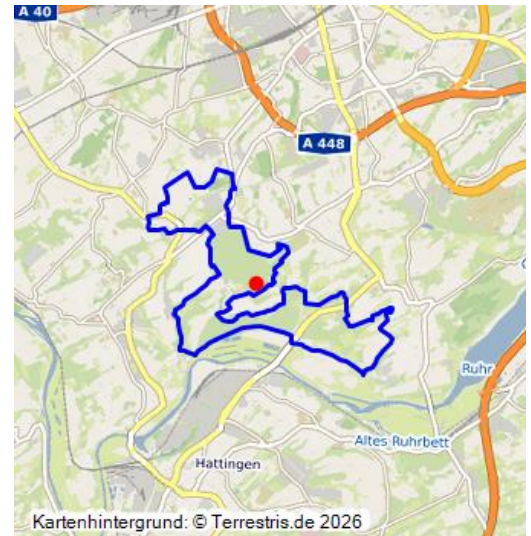 A 40
A 448
Ruhr
Altes Ruhrbett
Hattingen
Kartenhintergrund: © Terrestris.de 2026